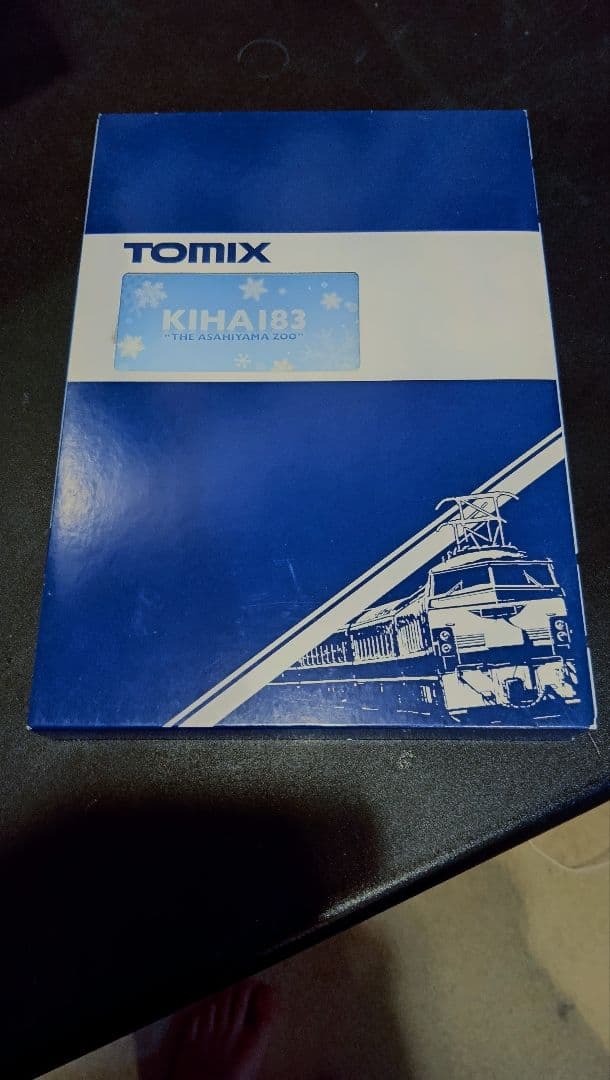 TOMIX
KIHA183
"THE ASAHIYAMA ZOO"